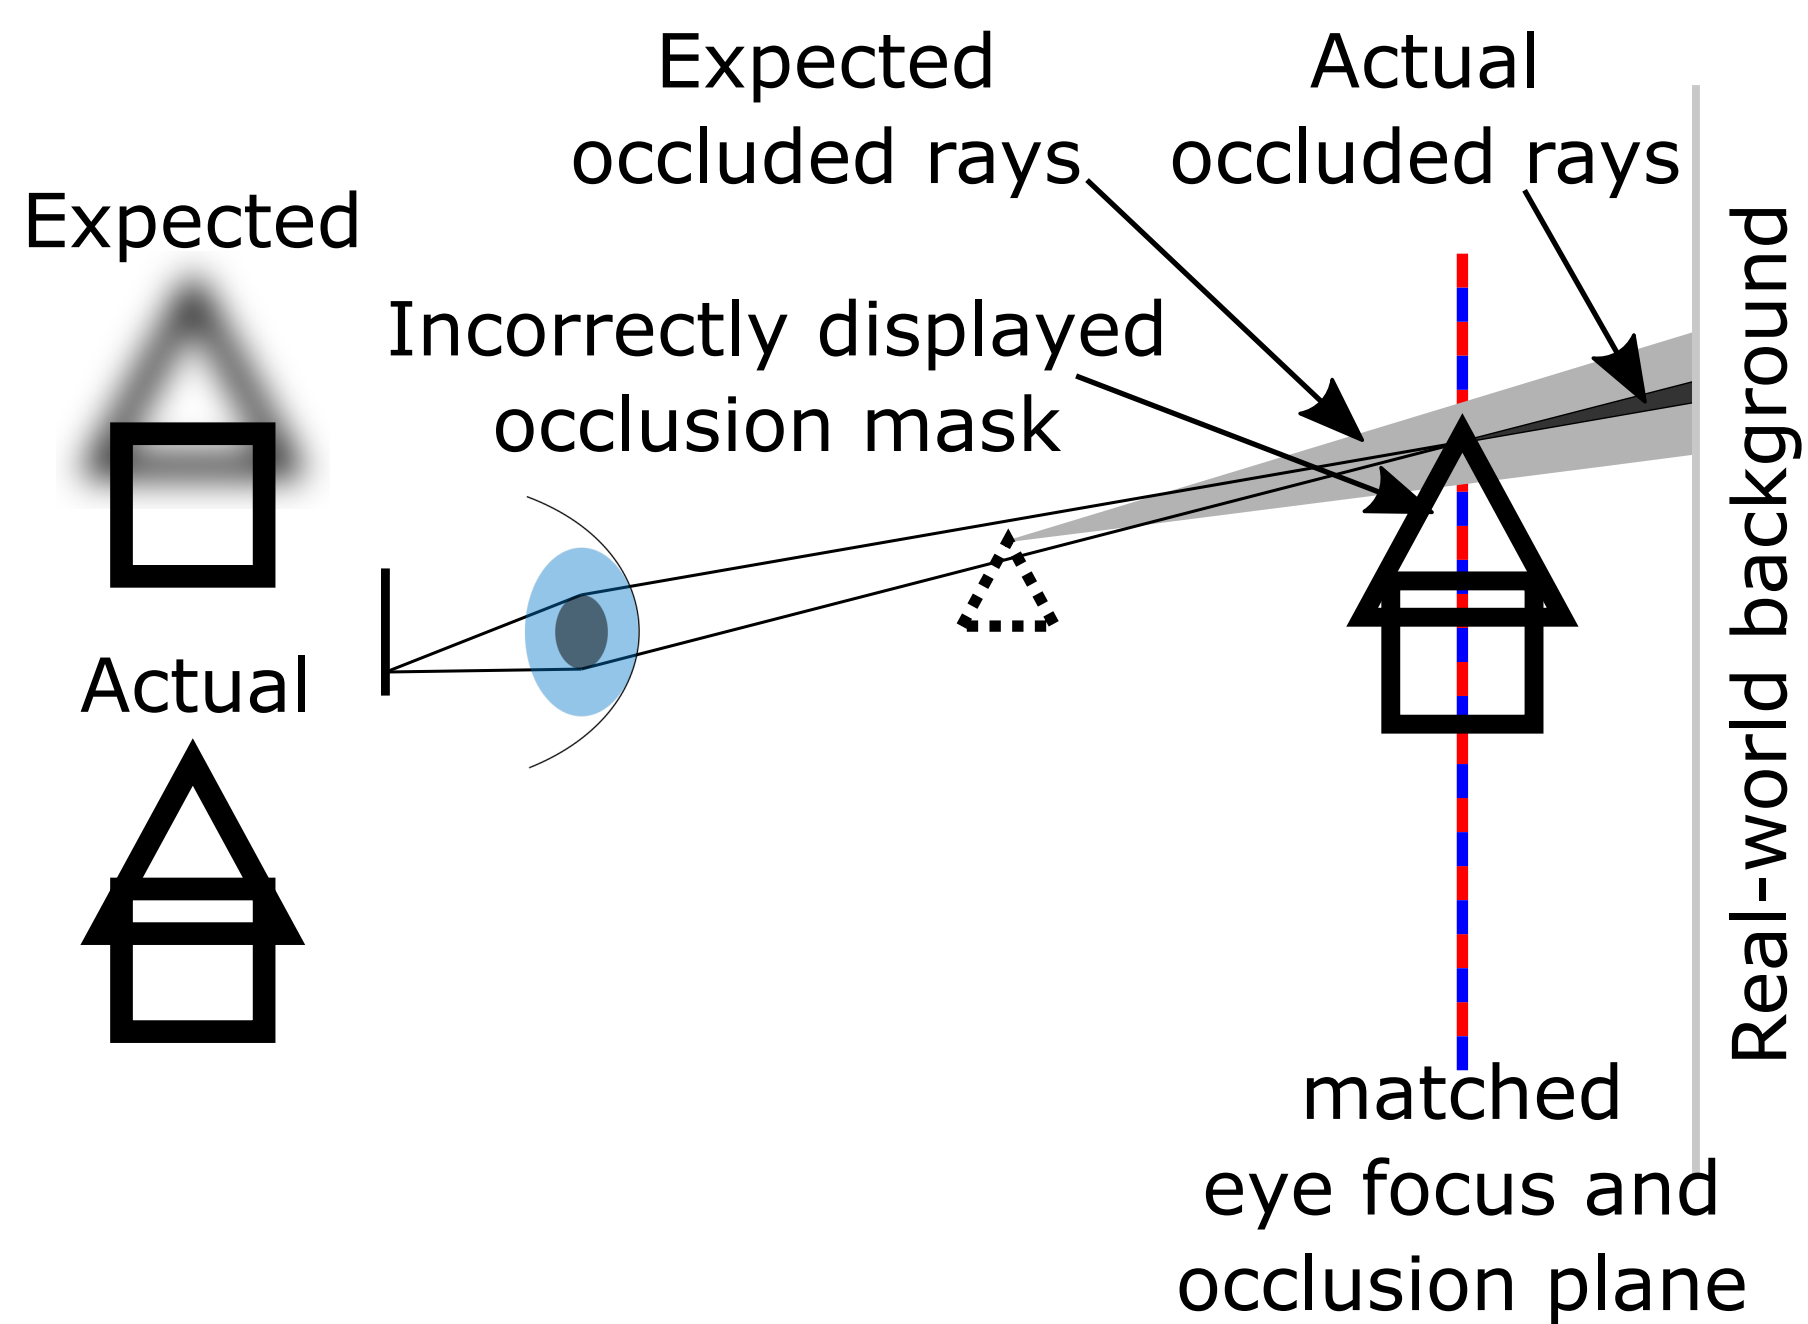 Expected
occluded rays
Actual
occluded rays
Expected
Incorrectly displayed
occlusion mask
Actual
Real-world background
matched
eye focus and
occlusion plane